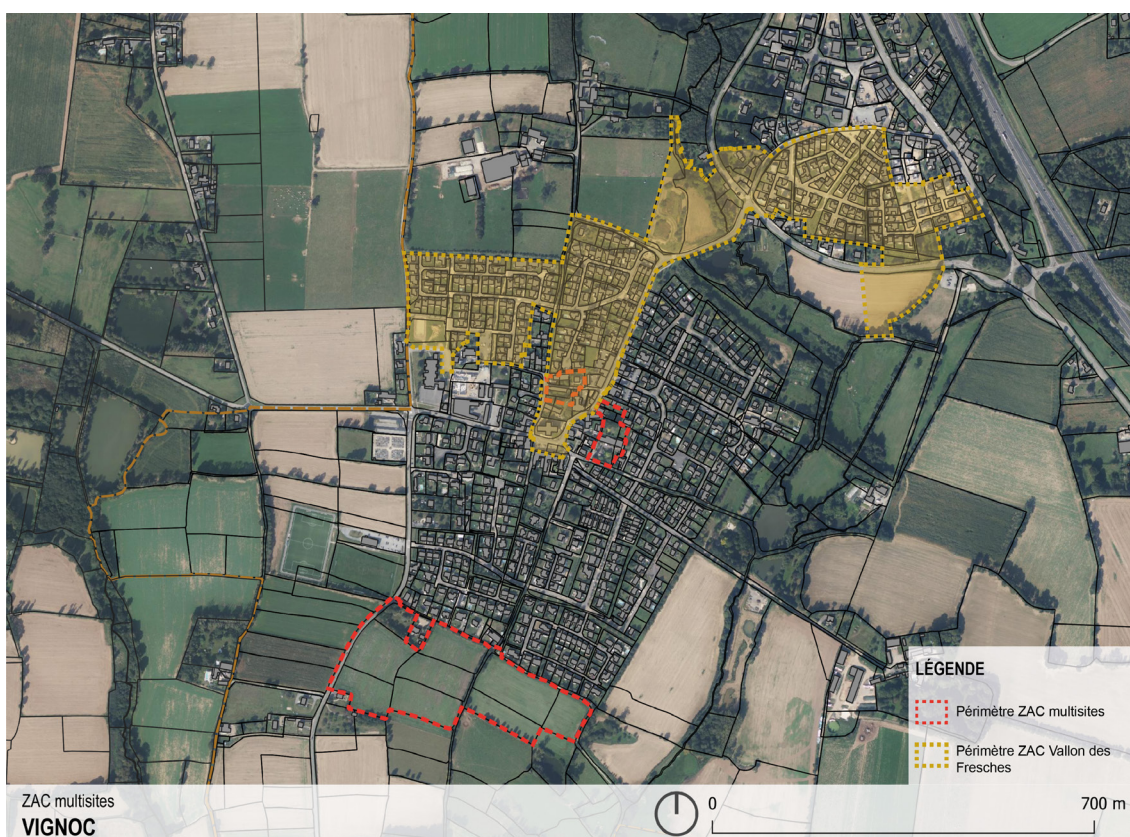 LÉGENDE
Périmètre ZAC multisites
Périmètre ZAC Vallon des
Fresches
ZAC multisites
VIGNOC
0
700 m